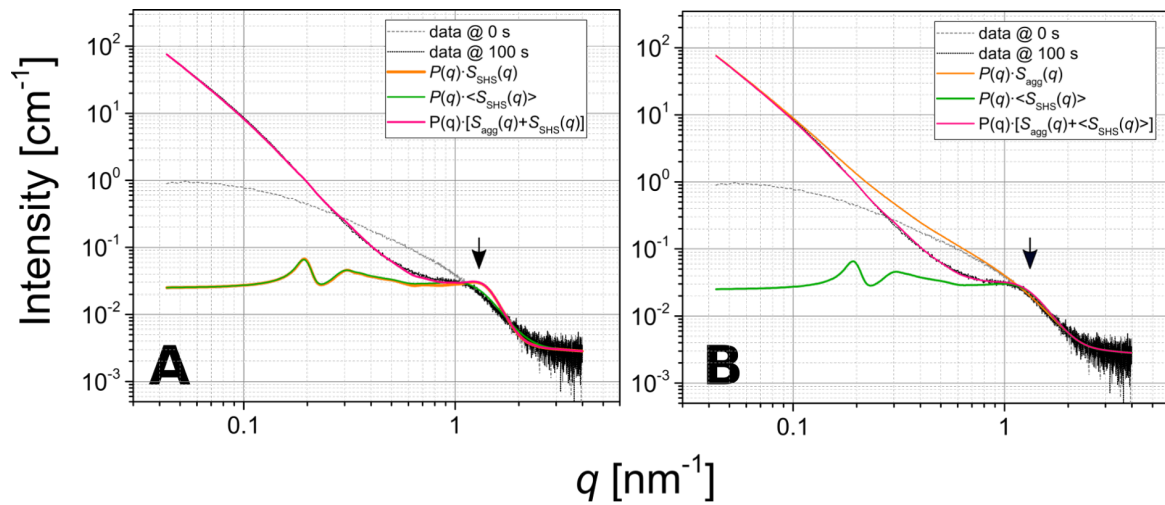 Intensity [cm⁻¹]
10²
10¹
10⁰
10⁻¹
10⁻²
10⁻³
data @ 0 s
data @ 100 s
P(q)·S_SHS(q)
P(q)·<S_SHS(q)>
P(q)·[S_agg(q)+S_SHS(q)]
A
0.1
1
10²
10¹
10⁰
10⁻¹
10⁻²
10⁻³
data @ 0 s
data @ 100 s
P(q)·S_agg(q)
P(q)·<S_SHS(q)>
P(q)·[S_agg(q)+<S_SHS(q)>]
B
0.1
1
q [nm⁻¹]